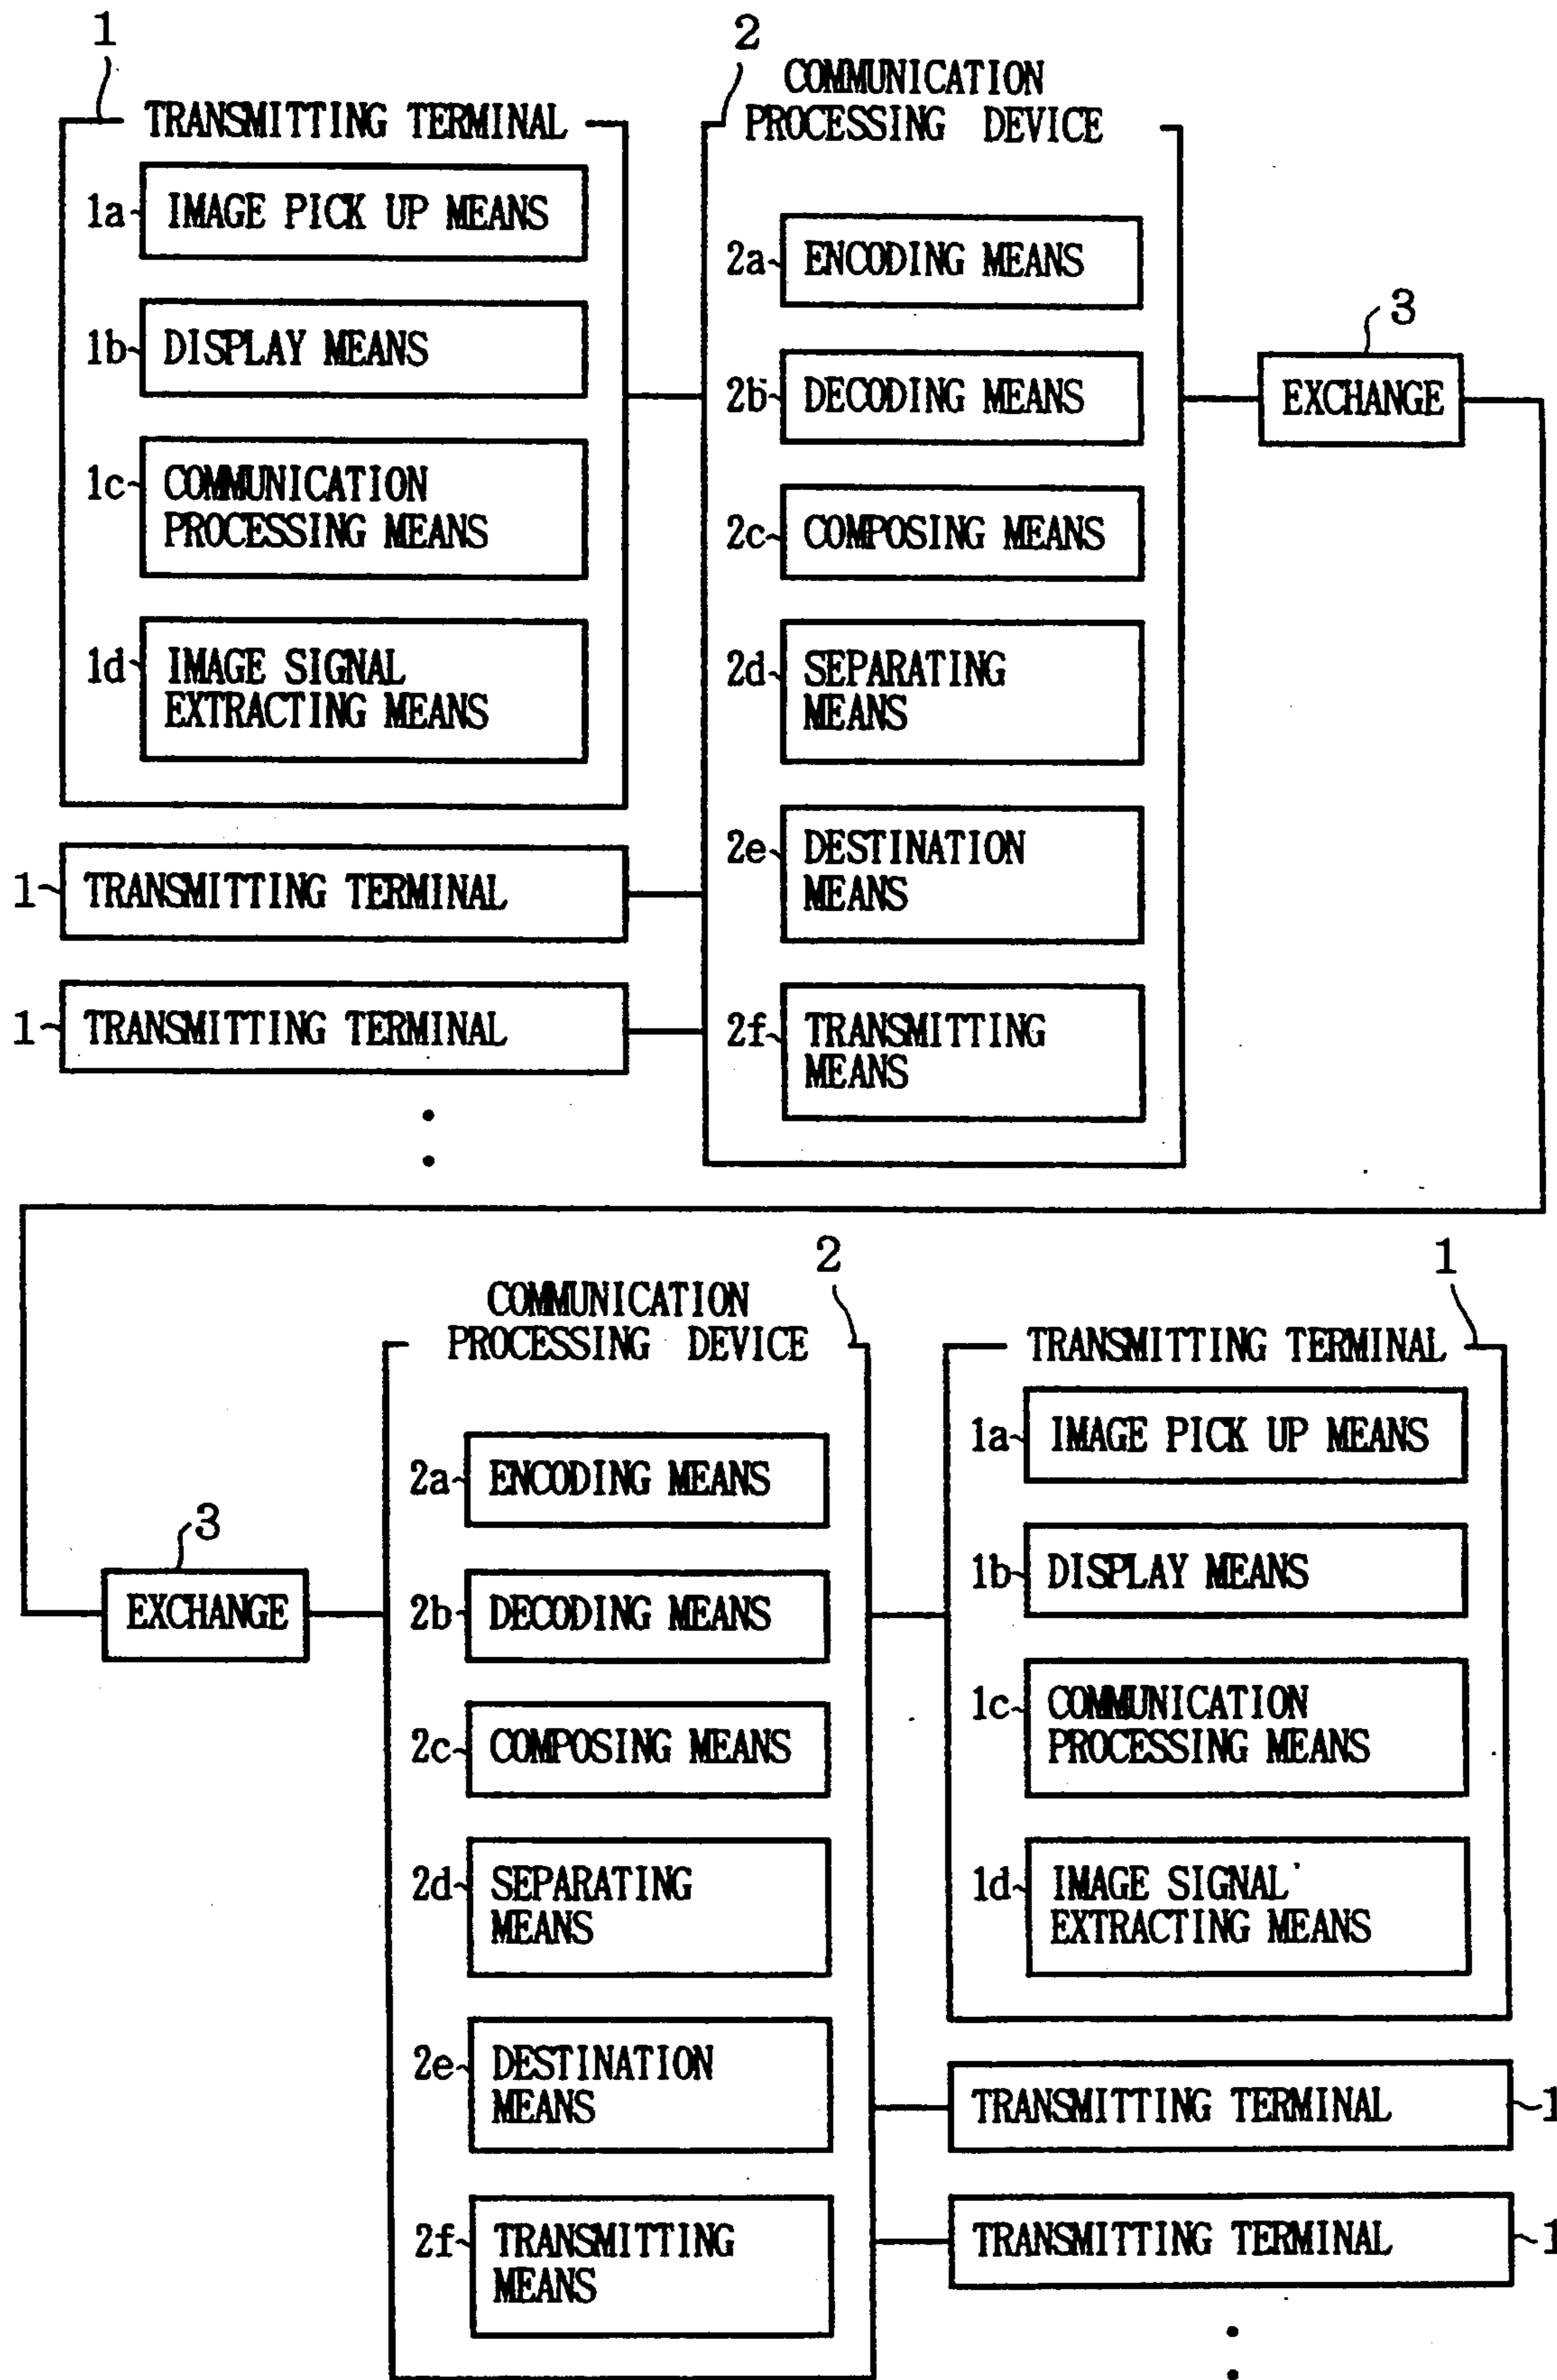 1
TRANSMITTING TERMINAL
1a
IMAGE PICK UP MEANS
1b
DISPLAY MEANS
1c
COMMUNICATION
PROCESSING MEANS
1d
IMAGE SIGNAL
EXTRACTING MEANS
1
TRANSMITTING TERMINAL
1
TRANSMITTING TERMINAL
2
COMMUNICATION
PROCESSING DEVICE
2a
ENCODING MEANS
2b
DECODING MEANS
2c
COMPOSING MEANS
2d
SEPARATING
MEANS
2e
DESTINATION
MEANS
2f
TRANSMITTING
MEANS
3
EXCHANGE
3
EXCHANGE
2
COMMUNICATION
PROCESSING DEVICE
2a
ENCODING MEANS
2b
DECODING MEANS
2c
COMPOSING MEANS
2d
SEPARATING
MEANS
2e
DESTINATION
MEANS
2f
TRANSMITTING
MEANS
1
TRANSMITTING TERMINAL
1a
IMAGE PICK UP MEANS
1b
DISPLAY MEANS
1c
COMMUNICATION
PROCESSING MEANS
1d
IMAGE SIGNAL
EXTRACTING MEANS
TRANSMITTING TERMINAL
1
TRANSMITTING TERMINAL
1